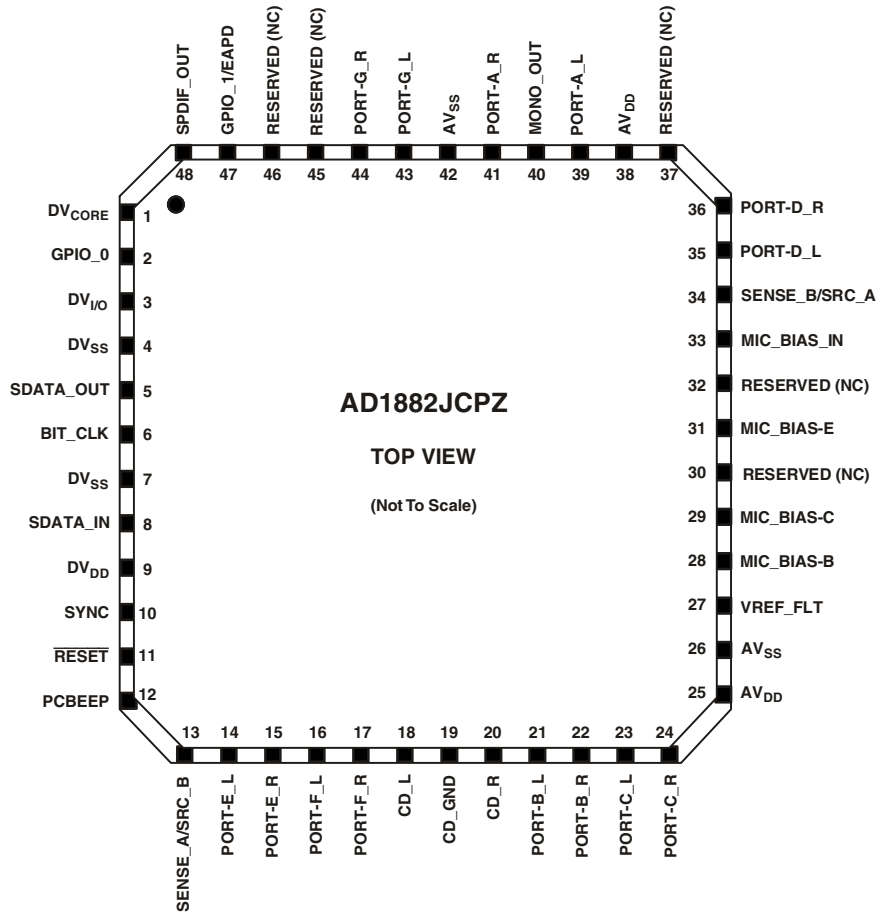 SPDIF_OUT
GPIO_1/EAPD
RESERVED (NC)
RESERVED (NC)
PORT-G_R
PORT-G_L
AVSS
PORT-A_R
MONO_OUT
PORT-A_L
AVDD
RESERVED (NC)
48 47 46 45 44 43 42 41 40 39 38 37
DVCORE 1
GPIO_0 2
DVI/O 3
DVSS 4
SDATA_OUT 5
BIT_CLK 6
DVSS 7
SDATA_IN 8
DVDD 9
SYNC 10
RESET 11
PCBEEP 12
AD1882JCPZ
TOP VIEW
(Not To Scale)
36 PORT-D_R
35 PORT-D_L
34 SENSE_B/SRC_A
33 MIC_BIAS_IN
32 RESERVED (NC)
31 MIC_BIAS-E
30 RESERVED (NC)
29 MIC_BIAS-C
28 MIC_BIAS-B
27 VREF_FLT
26 AVSS
25 AVDD
13 14 15 16 17 18 19 20 21 22 23 24
SENSE_A/SRC_B
PORT-E_L
PORT-E_R
PORT-F_L
PORT-F_R
CD_L
CD_GND
CD_R
PORT-B_L
PORT-B_R
PORT-C_L
PORT-C_R